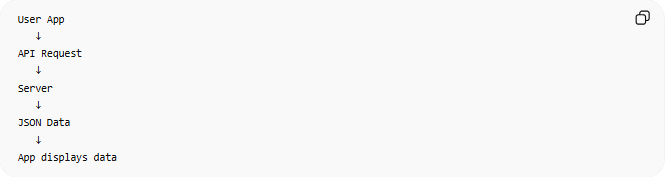 User App
↓
API Request
↓
Server
↓
JSON Data
↓
App displays data